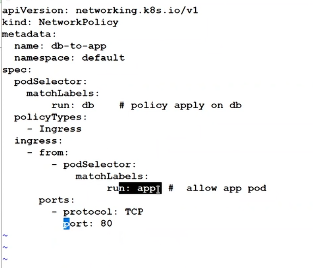 apiVersion: networking.k8s.io/v1
kind: NetworkPolicy
metadata:
  name: db-to-app
  namespace: default
spec:
  podSelector:
    matchLabels:
        run: db    # policy apply on db
  policyTypes:
    - Ingress
  ingress:
    - from:
        - podSelector:
            matchLabels:
                 run: app  #  allow app pod
      ports:
        - protocol: TCP
          port: 80
~
~
~